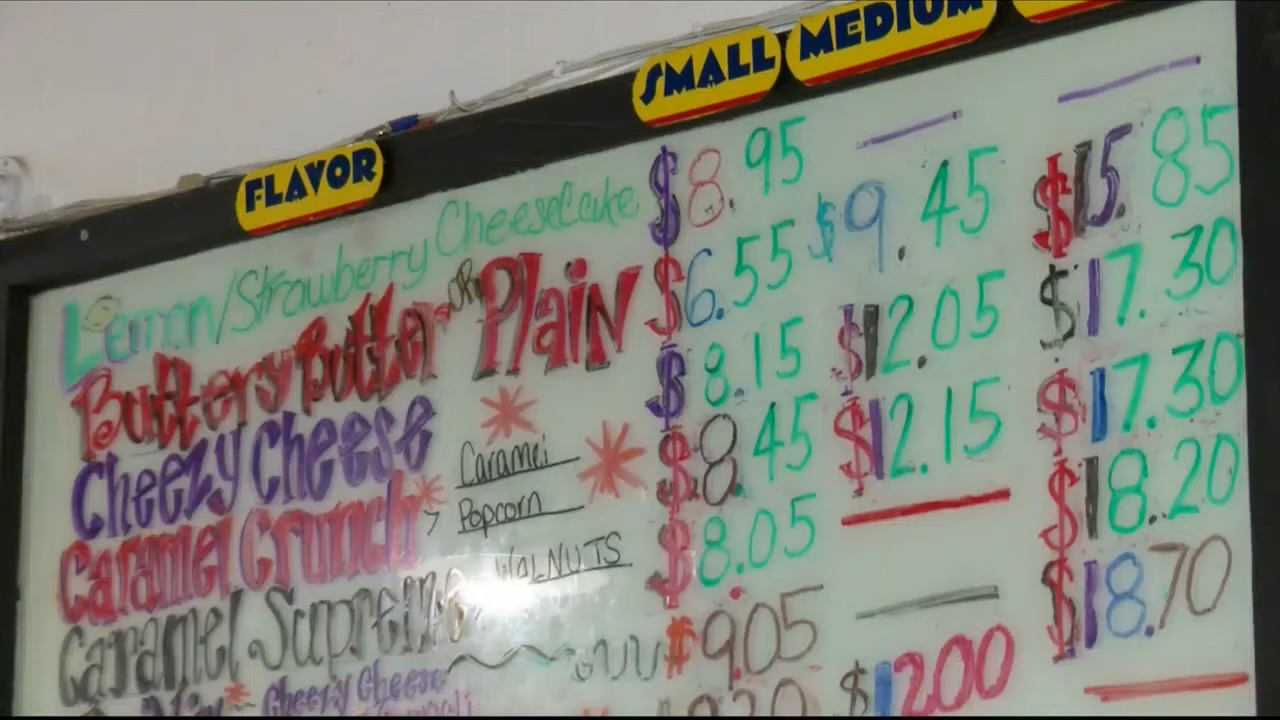 FLAVOR SMALL MEDIUM
Lemon/Strawberry Cheesecake $8.95 $15.85
Buttery Butter OR Plain $6.55 $9.45 $17.30
Cheezy Cheese $8.15 $12.05 $17.30
Caramel Crunch Caramel Popcorn $8.45 $12.15 $18.20
WALNUTS $8.05 $18.70
Caramel Supreme $9.05
Cheezy Cheese $12.00